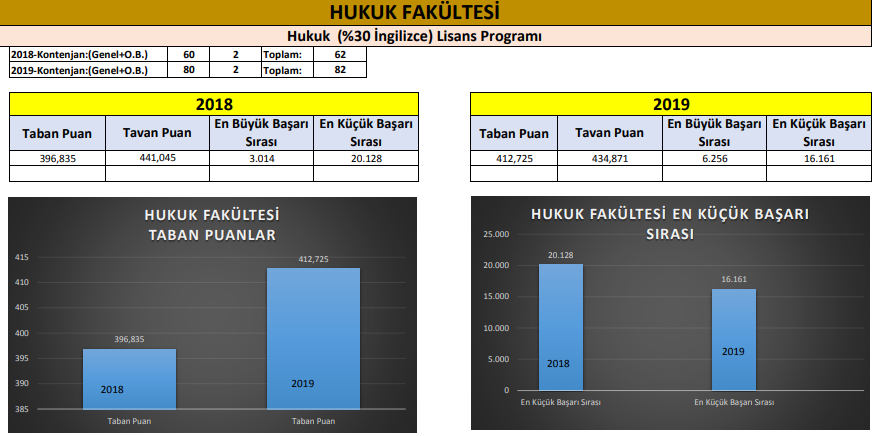 HUKUK FAKÜLTESİ
Hukuk (%30 İngilizce) Lisans Programı
2018-Kontenjan:(Genel+O.B.) 60 2 Toplam: 62
2019-Kontenjan:(Genel+O.B.) 80 2 Toplam: 82
2018
Taban Puan Tavan Puan En Büyük Başarı Sırası En Küçük Başarı Sırası
396,835 441,045 3.014 20.128
2019
Taban Puan Tavan Puan En Büyük Başarı Sırası En Küçük Başarı Sırası
412,725 434,871 6.256 16.161
HUKUK FAKÜLTESİ
TABAN PUANLAR
415
410
405
400
395
390
385
396,835
412,725
2018
2019
Taban Puan Taban Puan
HUKUK FAKÜLTESİ EN KÜÇÜK BAŞARI
SIRASI
25.000
20.000
15.000
10.000
5.000
0
20.128
16.161
2018
2019
En Küçük Başarı Sırası En Küçük Başarı Sırası